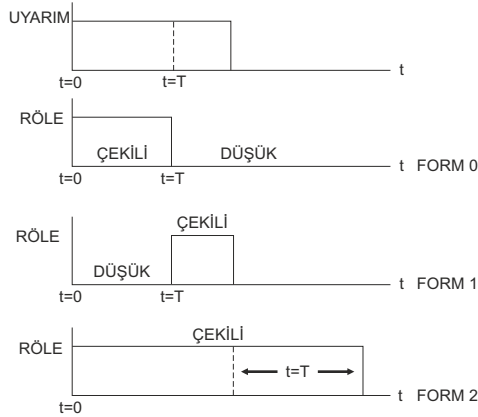 UYARIM
t
t=0
t=T
RÖLE
ÇEKİLİ
DÜŞÜK
t FORM 0
t=0
t=T
ÇEKİLİ
RÖLE
DÜŞÜK
t FORM 1
t=0
t=T
ÇEKİLİ
RÖLE
t=T
t FORM 2
t=0